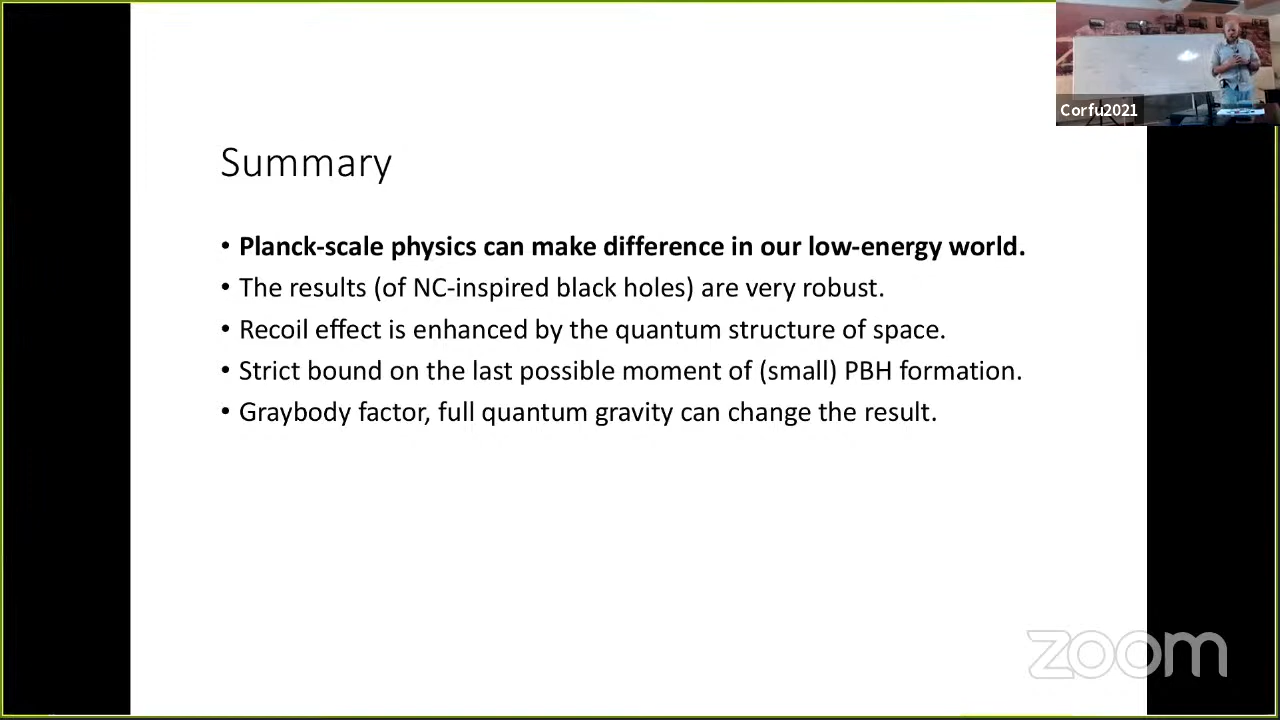 Corfu2021
Summary
• Planck-scale physics can make difference in our low-energy world.
• The results (of NC-inspired black holes) are very robust.
• Recoil effect is enhanced by the quantum structure of space.
• Strict bound on the last possible moment of (small) PBH formation.
• Graybody factor, full quantum gravity can change the result.
zoom